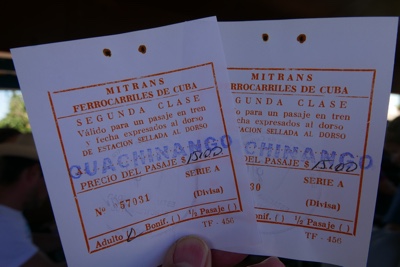 MITRANS
FERROCARRILES DE CUBA
SEGUNDA CLASE
Válido para un pasaje en tren
y fecha expresados al dorso
DE ESTACION SELLADA AL DORSO
GUACHINANGO
PRECIO DEL PASAJE $
SERIE A
Nº 57031
(Divisa)
Adulto Bonif. ( ) ½ Pasaje ( )
TF - 456
MITRANS
FERROCARRILES DE CUBA
SEGUNDA CLASE
para un pasaje en tren
expresados al dorso
ESTACION SELLADA AL DORSO
CHINANGO
DEL PASAJE $
SERIE A
30
(Divisa)
Bonif. ( ) ½ Pasaje ( )
TF - 456